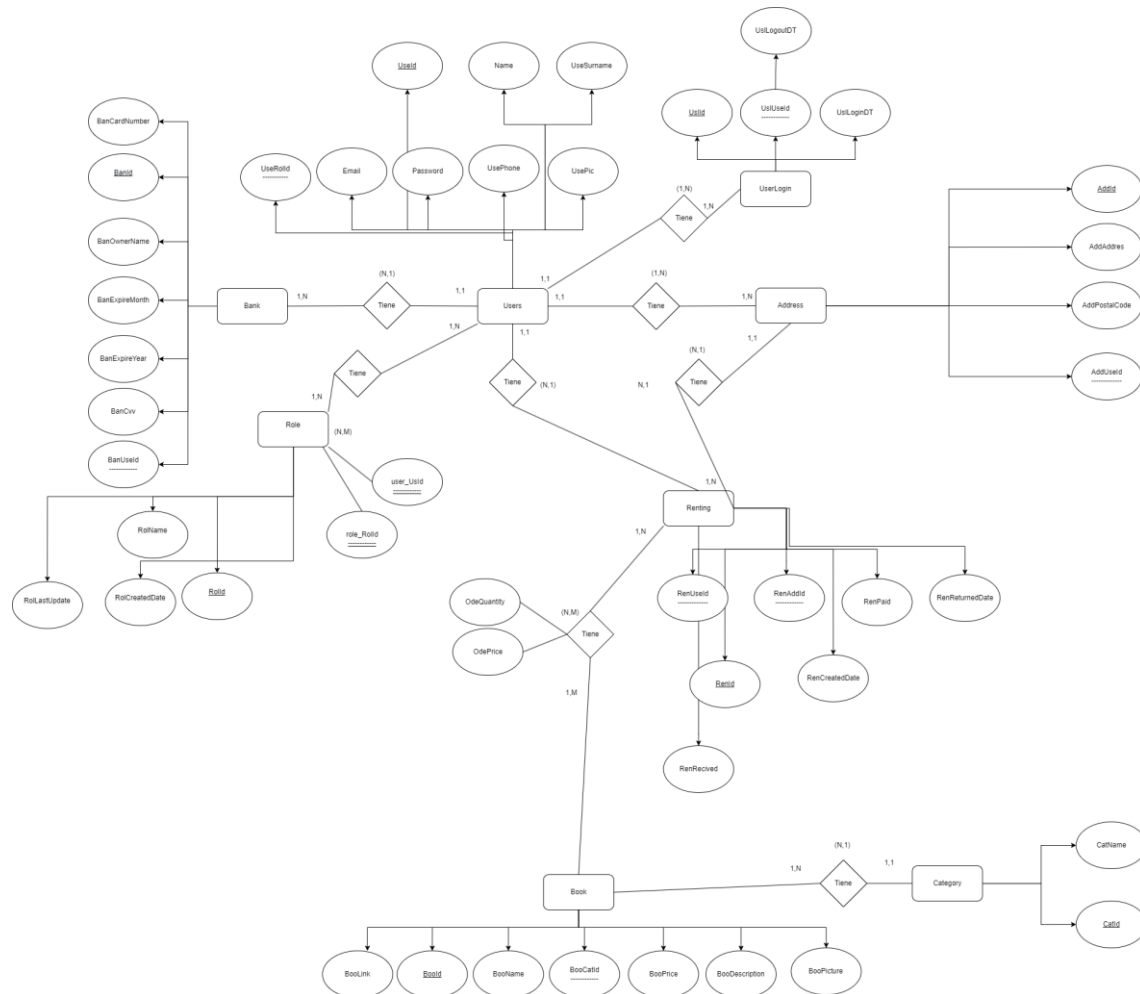 UslLogoutDT
UseId
Name
UseSurname
UslId
UslUseId
UslLoginDT
BanCardNumber
UseRolId
Email
Password
UsePhone
UsePic
BanId
UserLogin
(1,N)
1,N
Tiene
AddId
BanOwnerName
AddAddres
(N,1)
1,1
(1,N)
BanExpireMonth
Bank
1,N
Tiene
1,1
Users
1,1
Tiene
1,N
Address
AddPostalCode
1,N
1,1
1,1
BanExpireYear
Tiene
Tiene
(N,1)
N,1
(N,1)
Tiene
AddUseId
BanCvv
1,N
Role
(N,M)
BanUseId
user_UsId
1,N
Renting
role_RolId
RolName
1,N
RolLastUpdate
RolCreatedDate
RolId
OdeQuantity
RenUseId
RenAddId
RenPaid
RenReturnedDate
(N,M)
Tiene
OdePrice
RenId
RenCreatedDate
1,M
RenRecived
CatName
(N,1)
1,N
1,1
Book
Tiene
Category
CatId
BooLink
BooId
BooName
BooCatId
BooPrice
BooDescription
BooPicture